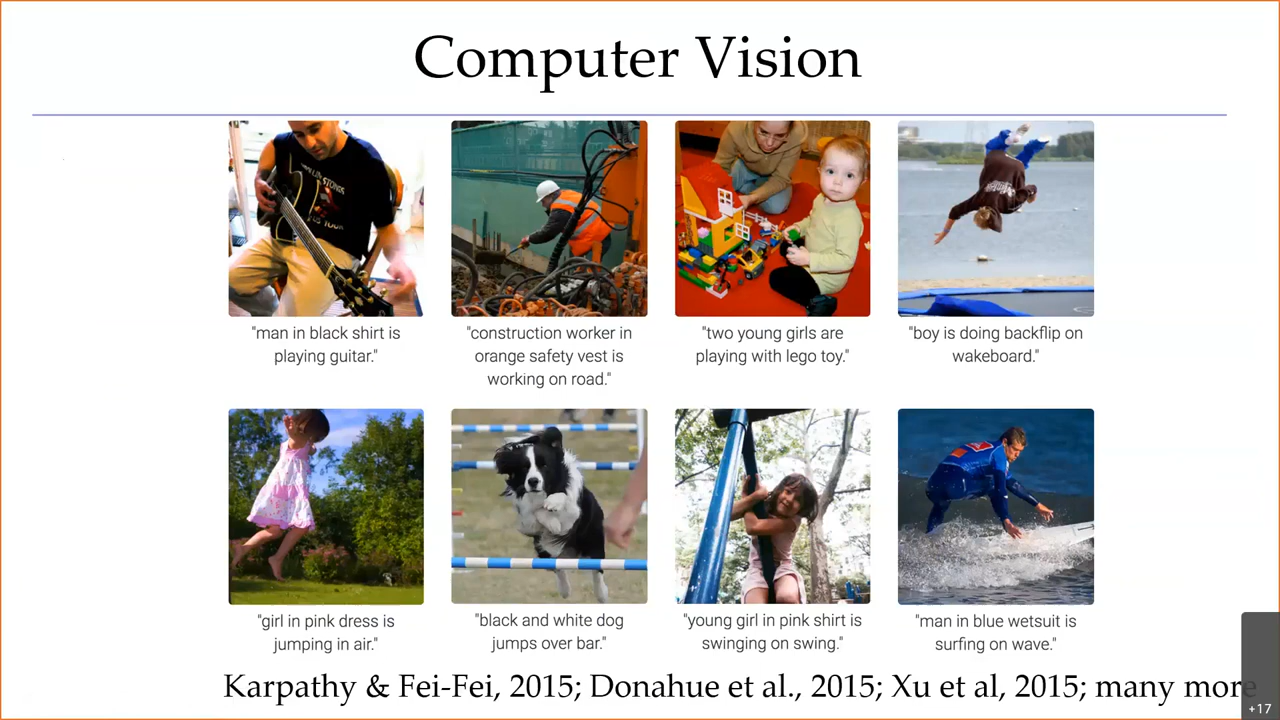 Computer Vision
"man in black shirt is
playing guitar."
"construction worker in
orange safety vest is
working on road."
"two young girls are
playing with lego toy."
"boy is doing backflip on
wakeboard."
"girl in pink dress is
jumping in air."
"black and white dog
jumps over bar."
"young girl in pink shirt is
swinging on swing."
"man in blue wetsuit is
surfing on wave."
Karpathy & Fei-Fei, 2015; Donahue et al., 2015; Xu et al, 2015; many more
+17